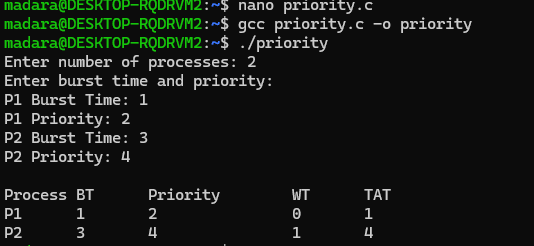 madara@DESKTOP-RQDRVM2:~$ nano priority.c
madara@DESKTOP-RQDRVM2:~$ gcc priority.c -o priority
madara@DESKTOP-RQDRVM2:~$ ./priority
Enter number of processes: 2
Enter burst time and priority:
P1 Burst Time: 1
P1 Priority: 2
P2 Burst Time: 3
P2 Priority: 4

Process BT      Priority        WT      TAT
P1      1       2               0       1
P2      3       4               1       4